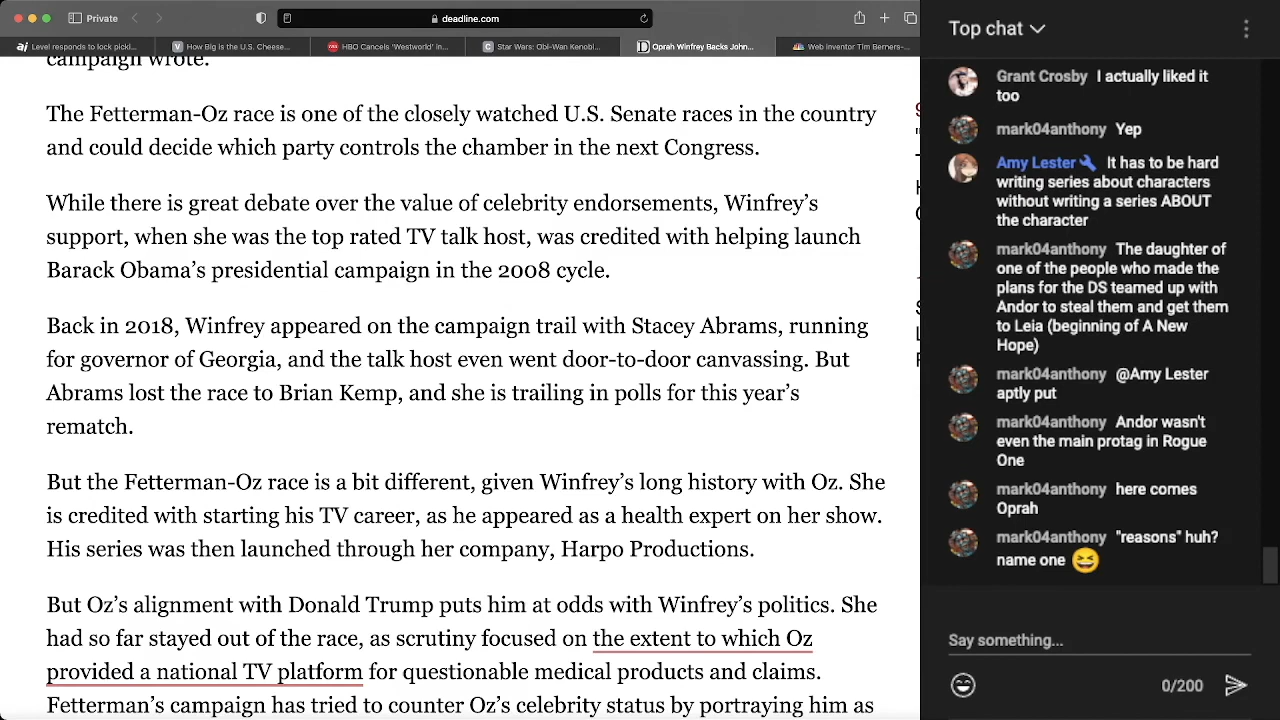 Private
deadline.com
Level responds to lock pickl...
How Big is the U.S. Cheese...
HBO Cancels 'Westworld' in...
Star Wars: Obi-Wan Kenobi...
Oprah Winfrey Backs John...
Web inventor Tim Berners-...
campaign wrote.
The Fetterman-Oz race is one of the closely watched U.S. Senate races in the country
and could decide which party controls the chamber in the next Congress.
While there is great debate over the value of celebrity endorsements, Winfrey's
support, when she was the top rated TV talk host, was credited with helping launch
Barack Obama's presidential campaign in the 2008 cycle.
Back in 2018, Winfrey appeared on the campaign trail with Stacey Abrams, running
for governor of Georgia, and the talk host even went door-to-door canvassing. But
Abrams lost the race to Brian Kemp, and she is trailing in polls for this year's
rematch.
But the Fetterman-Oz race is a bit different, given Winfrey's long history with Oz. She
is credited with starting his TV career, as he appeared as a health expert on her show.
His series was then launched through her company, Harpo Productions.
But Oz's alignment with Donald Trump puts him at odds with Winfrey's politics. She
had so far stayed out of the race, as scrutiny focused on the extent to which Oz
provided a national TV platform for questionable medical products and claims.
Fetterman's campaign has tried to counter Oz's celebrity status by portraying him as
Top chat
Grant Crosby I actually liked it
too
mark04anthony Yep
Amy Lester It has to be hard
writing series about characters
without writing a series ABOUT
the character
mark04anthony The daughter of
one of the people who made the
plans for the DS teamed up with
Andor to steal them and get them
to Leia (beginning of A New
Hope)
mark04anthony @Amy Lester
aptly put
mark04anthony Andor wasn't
even the main protag in Rogue
One
mark04anthony here comes
Oprah
mark04anthony "reasons" huh?
name one 😆
Say something...
0/200